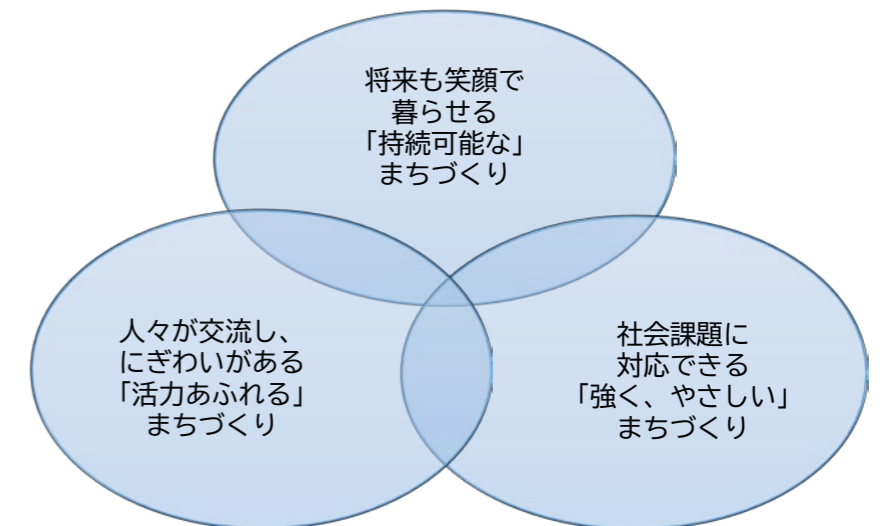 将来も笑顔で
暮らせる
「持続可能な」
まちづくり
人々が交流し、
にぎわいがある
「活力あふれる」
まちづくり
社会課題に
対応できる
「強く、やさしい」
まちづくり